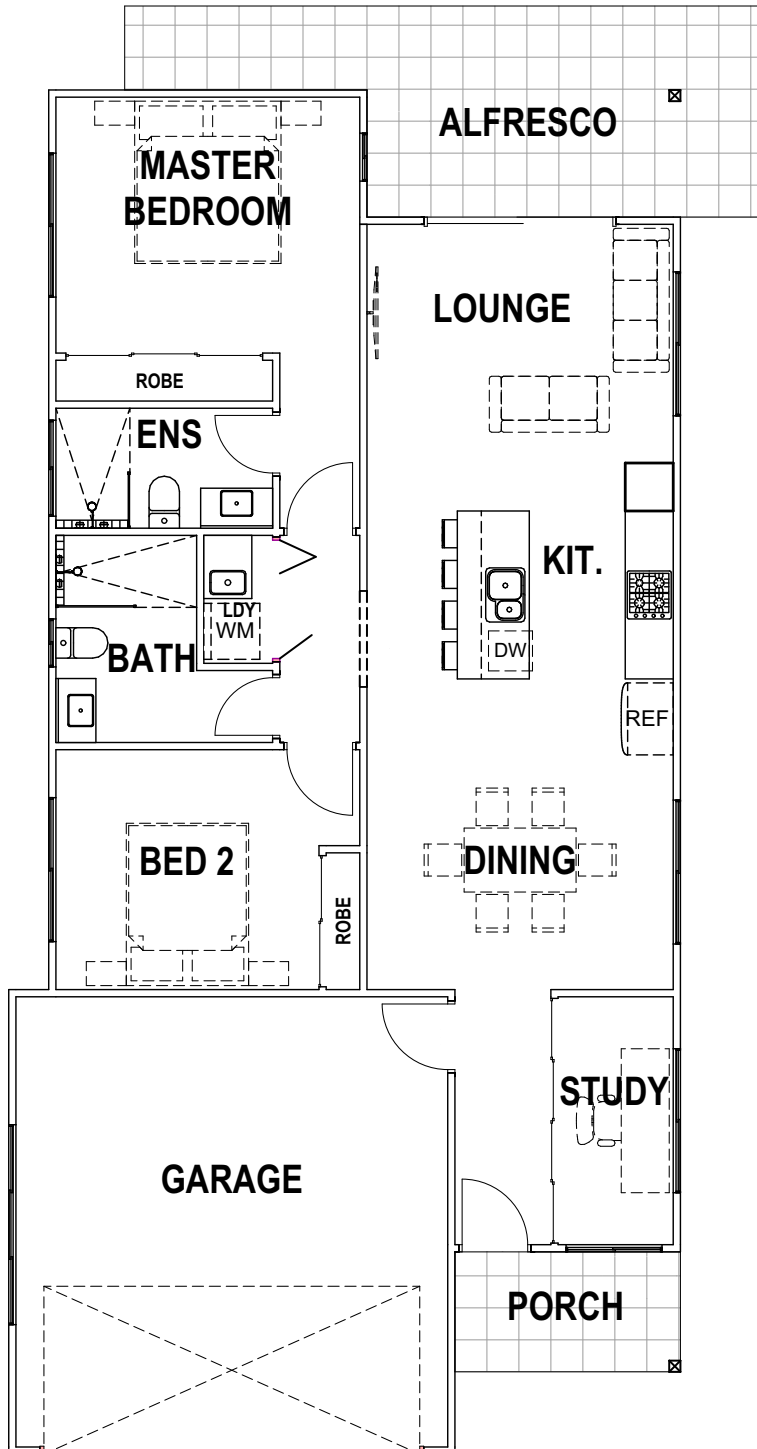 ALFRESCO
MASTER
BEDROOM
LOUNGE
ROBE
ENS
KIT.
LDY
WM
BATH
DW
REF
BED 2
DINING
ROBE
STUDY
GARAGE
PORCH